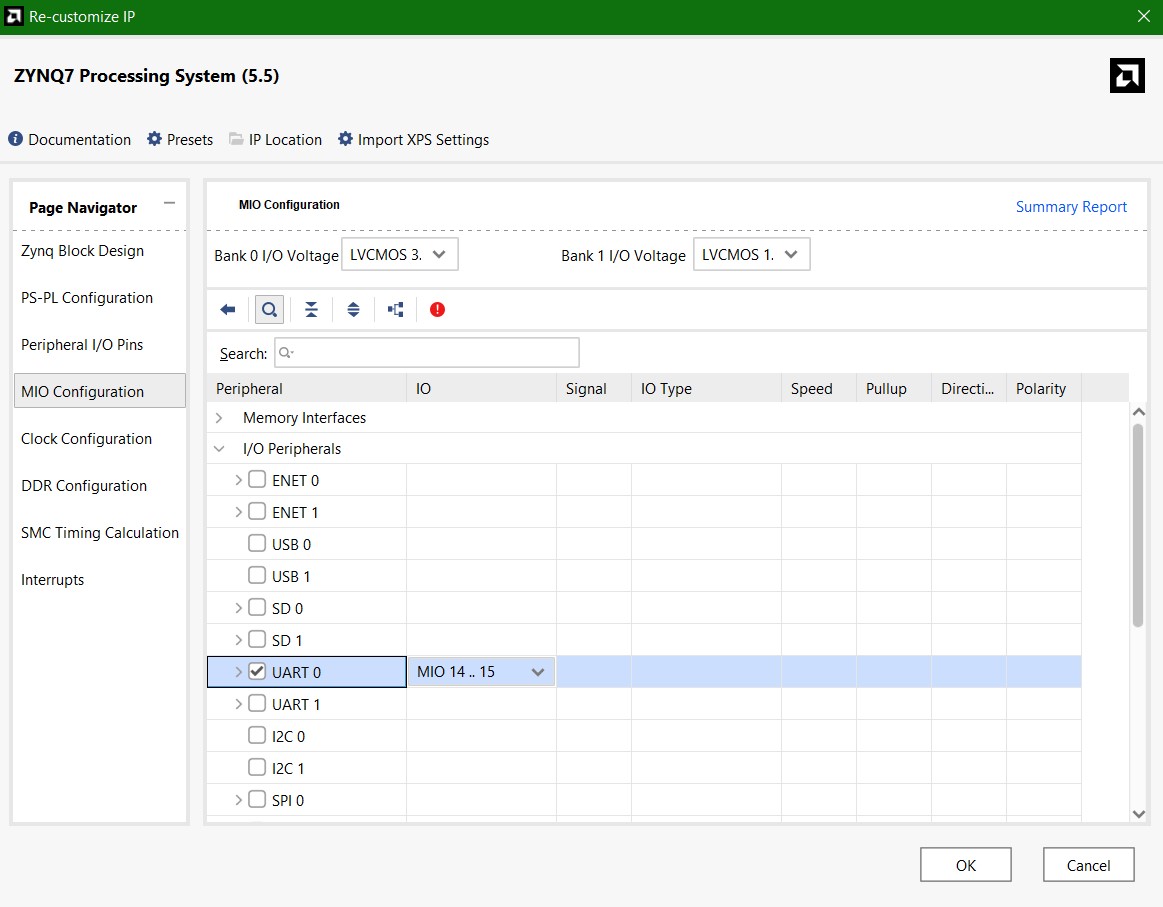 Re-customize IP
ZYNQ7 Processing System (5.5)
Documentation Presets IP Location Import XPS Settings
Page Navigator
Zynq Block Design
PS-PL Configuration
Peripheral I/O Pins
MIO Configuration
Clock Configuration
DDR Configuration
SMC Timing Calculation
Interrupts
MIO Configuration
Summary Report
Bank 0 I/O Voltage LVCMOS 3. Bank 1 I/O Voltage LVCMOS 1.
Search:
Peripheral IO Signal IO Type Speed Pullup Directi... Polarity
Memory Interfaces
I/O Peripherals
ENET 0
ENET 1
USB 0
USB 1
SD 0
SD 1
UART 0 MIO 14 .. 15
UART 1
I2C 0
I2C 1
SPI 0
OK Cancel